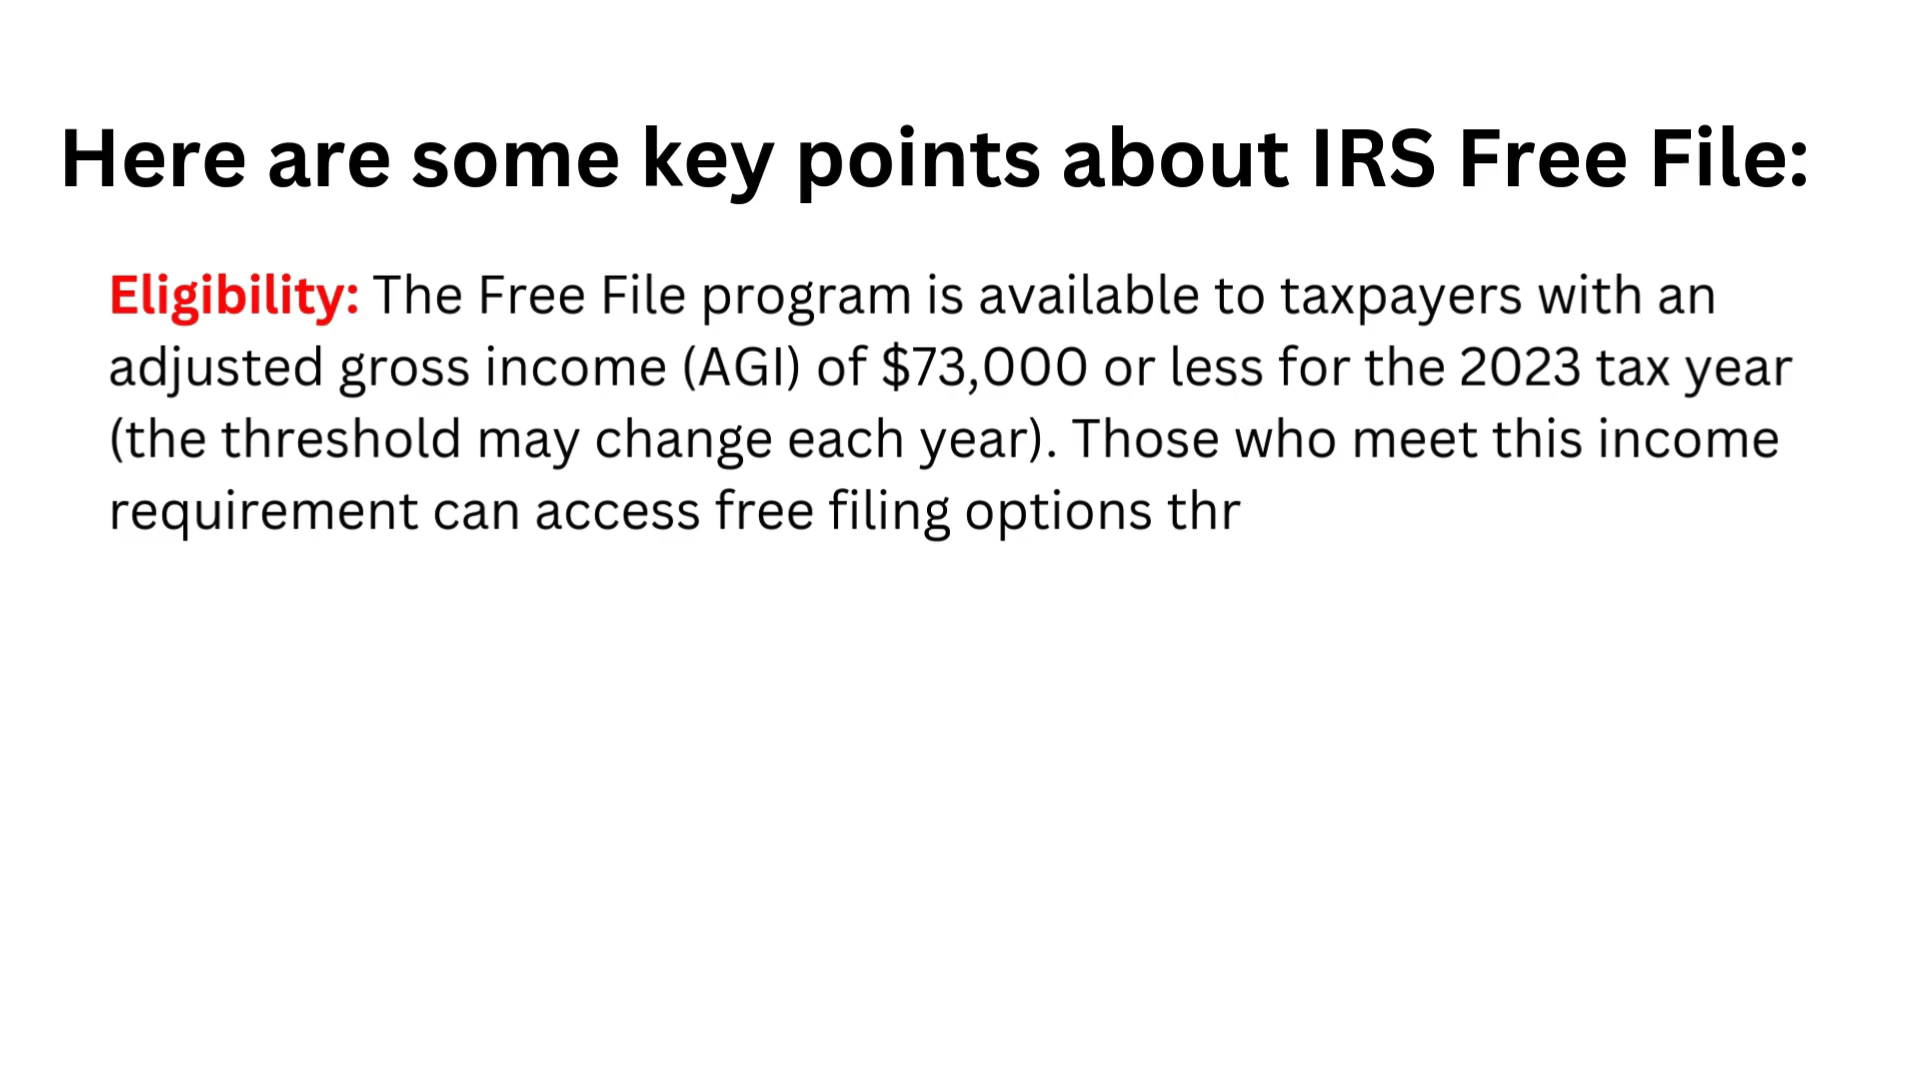 Here are some key points about IRS Free File:
Eligibility: The Free File program is available to taxpayers with an
adjusted gross income (AGI) of $73,000 or less for the 2023 tax year
(the threshold may change each year). Those who meet this income
requirement can access free filing options thr